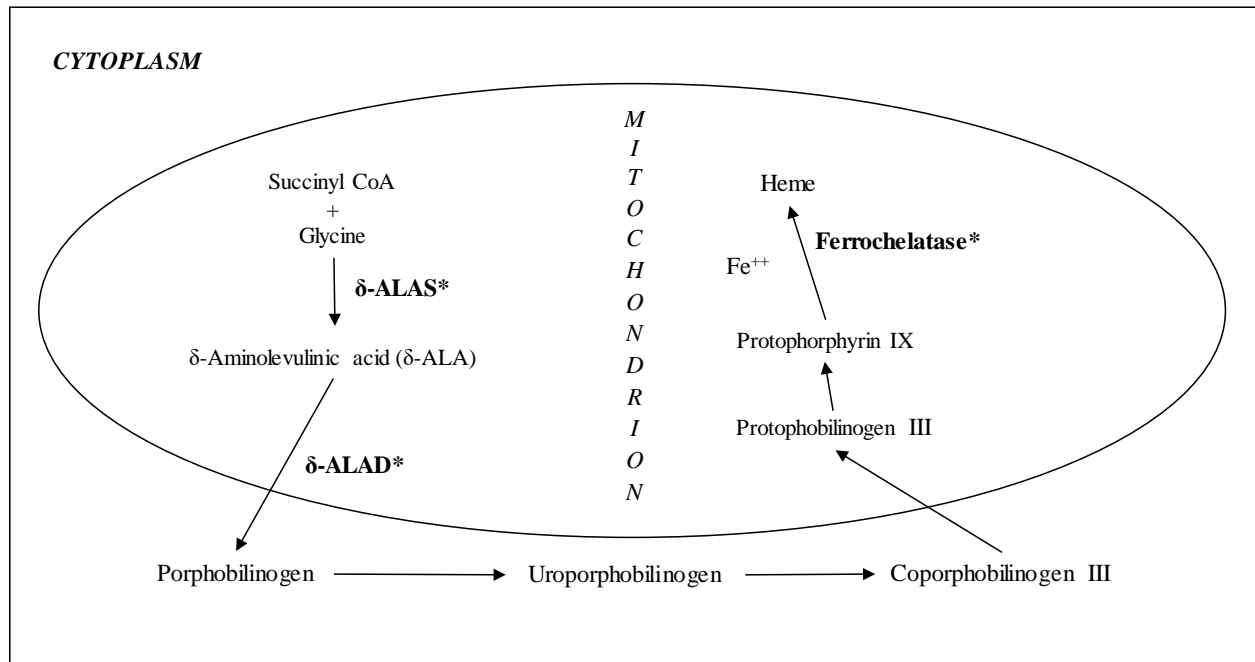 CYTOPLASM
M
I
T
O
C
H
O
N
D
R
I
O
N
Succinyl CoA
+
Glycine
δ-ALAS*
δ-Aminolevulinic acid (δ-ALA)
δ-ALAD*
Porphobilinogen
Uroporphobilinogen
Coporphobilinogen III
Protophobilinogen III
Protophorphyrin IX
Fe⁺⁺
Ferrochelatase*
Heme